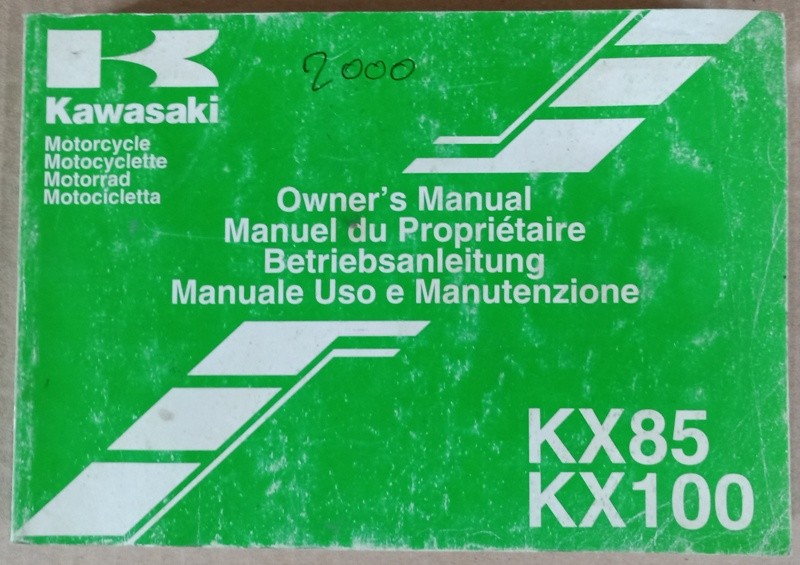 2000
Kawasaki
Motorcycle
Motocyclette
Motorrad
Motocicletta
Owner's Manual
Manuel du Propriétaire
Betriebsanleitung
Manuale Uso e Manutenzione
KX85
KX100